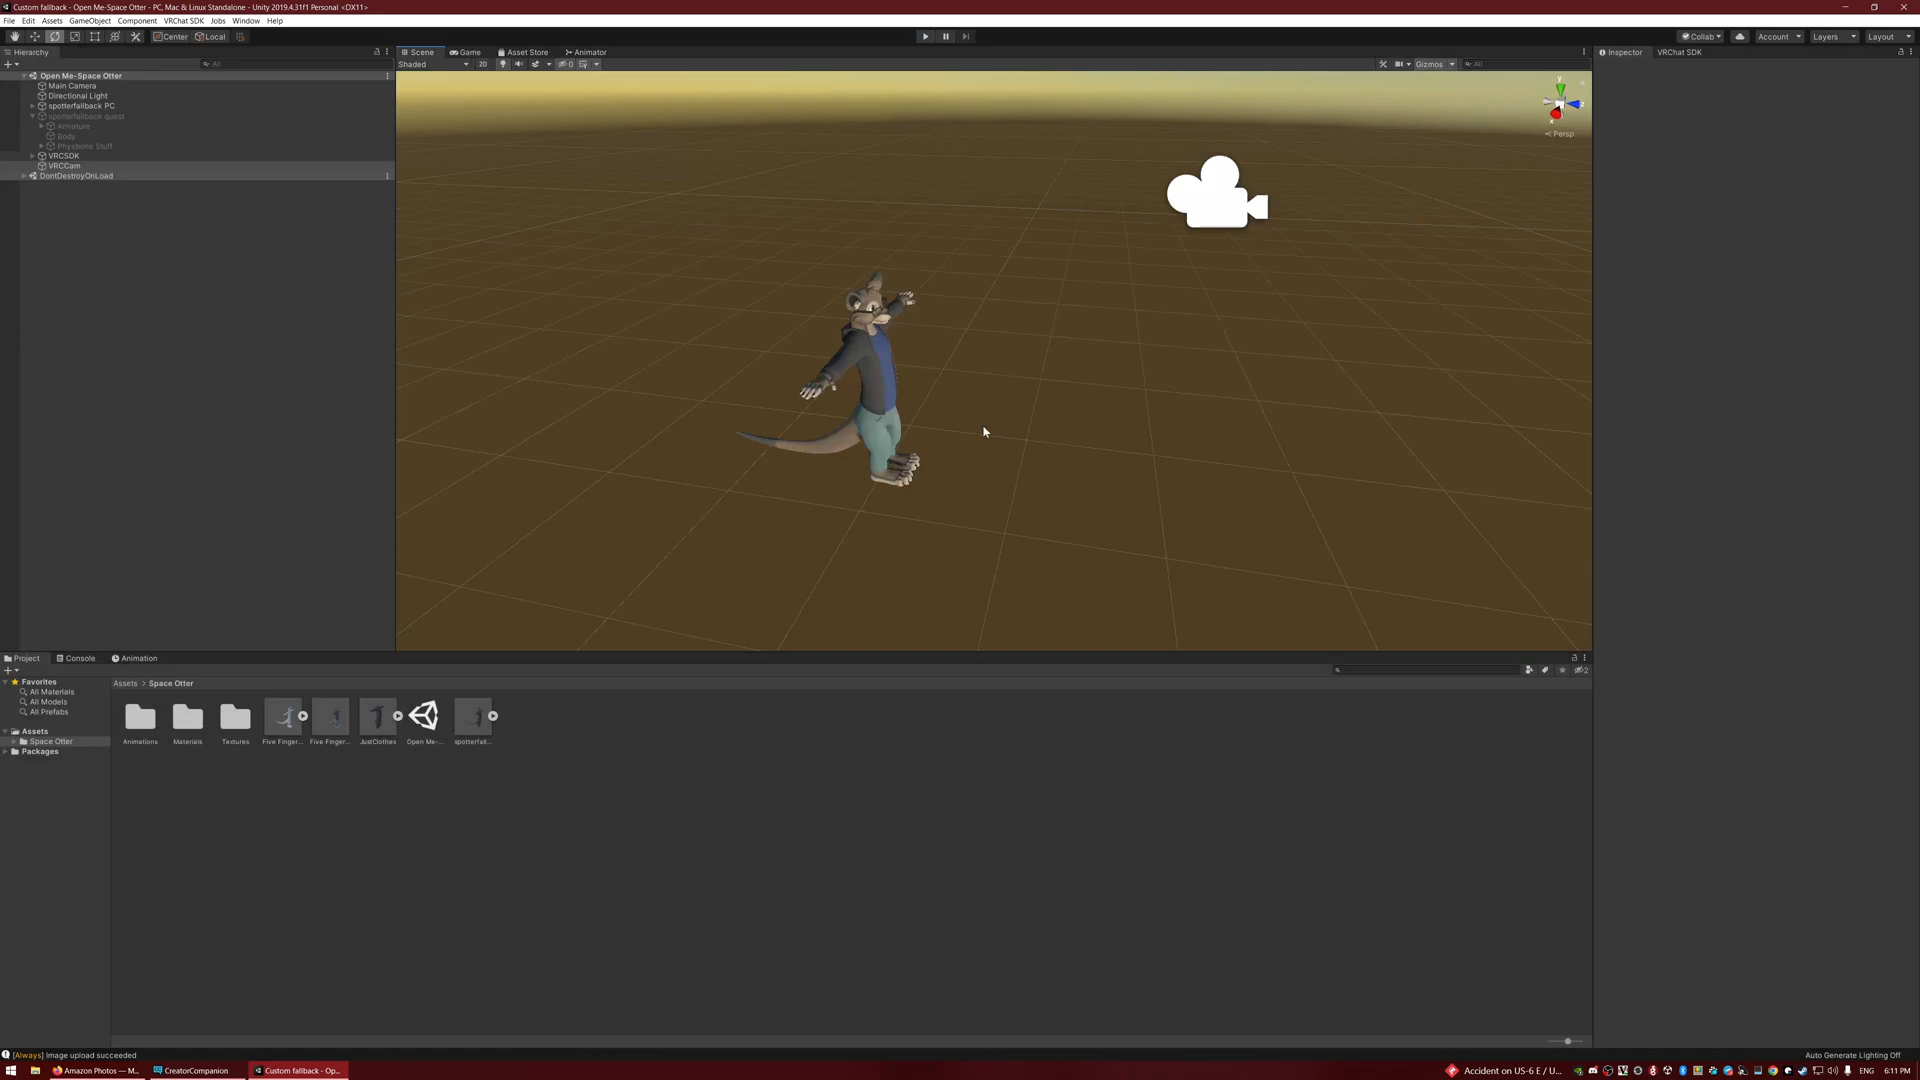 Custom fallback - Open Me-Space Otter - PC, Mac & Linux Standalone - Unity 2019.4.31f1 Personal <DX11>
File Edit Assets GameObject Component VRChat SDK Jobs Window Help
Center Local Collab Account Layers Layout
Hierarchy Scene Game Asset Store Animator Inspector VRChat SDK
All Shaded 2D 0 Gizmos All
Open Me-Space Otter
Main Camera
Directional Light
spotterfallback PC
spotterfallback quest
Armature
Body
Physbone Stuff
VRCSDK
VRCCam
DontDestroyOnLoad
y
z
x
Persp
Project Console Animation
2
Favorites
All Materials
All Models
All Prefabs
Assets
Space Otter
Packages
Assets > Space Otter
Animations Materials Textures Five Finger... Five Finger... JustClothes Open Me-... spotterfall...
[Always] Image upload succeeded
Auto Generate Lighting Off
Amazon Photos — M... CreatorCompanion Custom fallback - Op... Accident on US-6 E / U... ENG 6:11 PM